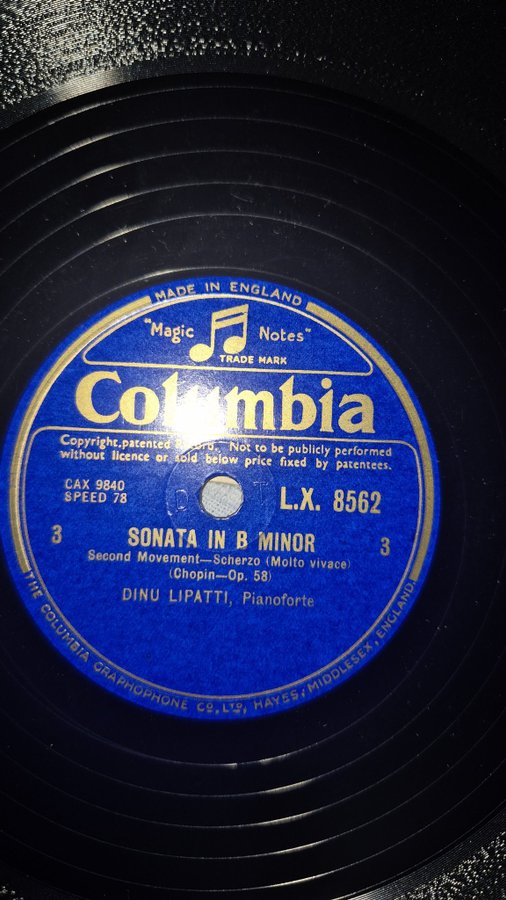 MADE IN ENGLAND
"Magic Notes"
TRADE MARK
Columbia
Copyright, patented Record. Not to be publicly performed
without licence or sold below price fixed by patentees.
CAX 9840
SPEED 78
L.X. 8562
3 SONATA IN B MINOR 3
Second Movement—Scherzo (Molto vivace)
(Chopin—Op. 58)
DINU LIPATTI, Pianoforte
THE COLUMBIA GRAPHOPHONE CO. LTD., HAYES, MIDDLESEX, ENGLAND.